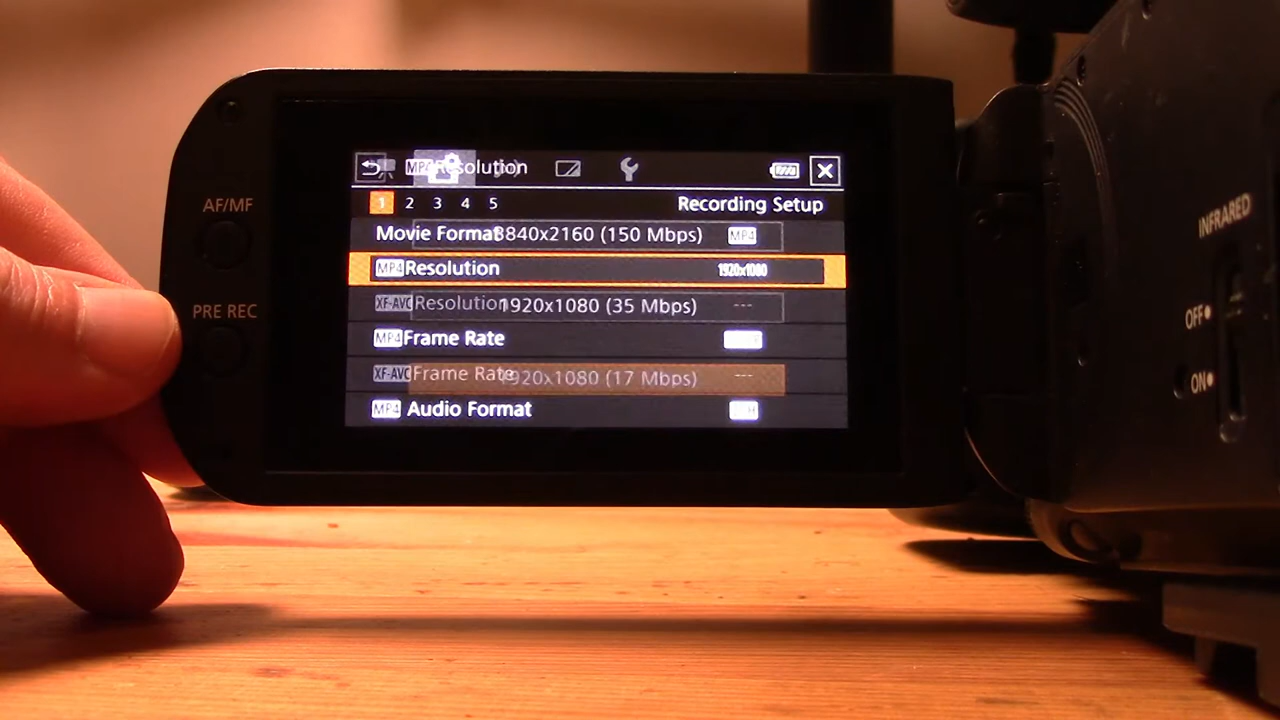 AF/MF
PRE REC
MP4 Resolution
1 2 3 4 5 Recording Setup
Movie Format 3840x2160 (150 Mbps) MP4
MP4 Resolution 1920x1080
XF-AVC Resolution 1920x1080 (35 Mbps) ---
MP4 Frame Rate
XF-AVC Frame Rate 1920x1080 (17 Mbps) ---
MP4 Audio Format
INFRARED
OFF
ON